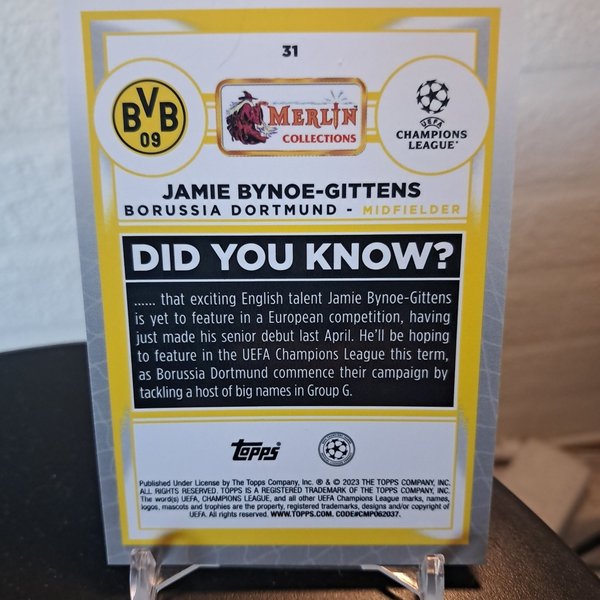 31
BVB
09
MERLIN
COLLECTIONS
UEFA
CHAMPIONS
LEAGUE
JAMIE BYNOE-GITTENS
BORUSSIA DORTMUND - MIDFIELDER
DID YOU KNOW?
...... that exciting English talent Jamie Bynoe-Gittens
is yet to feature in a European competition, having
just made his senior debut last April. He'll be hoping
to feature in the UEFA Champions League this term,
as Borussia Dortmund commence their campaign by
tackling a host of big names in Group G.
TOPPS
Published Under License by The Topps Company, Inc. ® & © 2023 THE TOPPS COMPANY, INC.
ALL RIGHTS RESERVED. TOPPS IS A REGISTERED TRADEMARK OF THE TOPPS COMPANY, INC.
The word(s) UEFA, CHAMPIONS LEAGUE, and all other UEFA Champions League marks, names,
logos, mascots and trophies are the property, registered trademarks, designs and/or copyright of
UEFA. All rights reserved. WWW.TOPPS.COM. CODE#CMP062037.